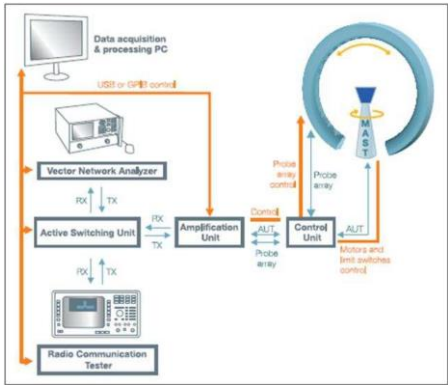 Data acquisition
& processing PC
USB or GPIB control
Vector Network Analyzer
RX
TX
Active Switching Unit
RX
TX
Amplification
Unit
Control
AUT
Probe
array
Control
Unit
Probe
array
control
Probe
array
MAST
AUT
Motors and
limit switches
control
RX
TX
Radio Communication
Tester